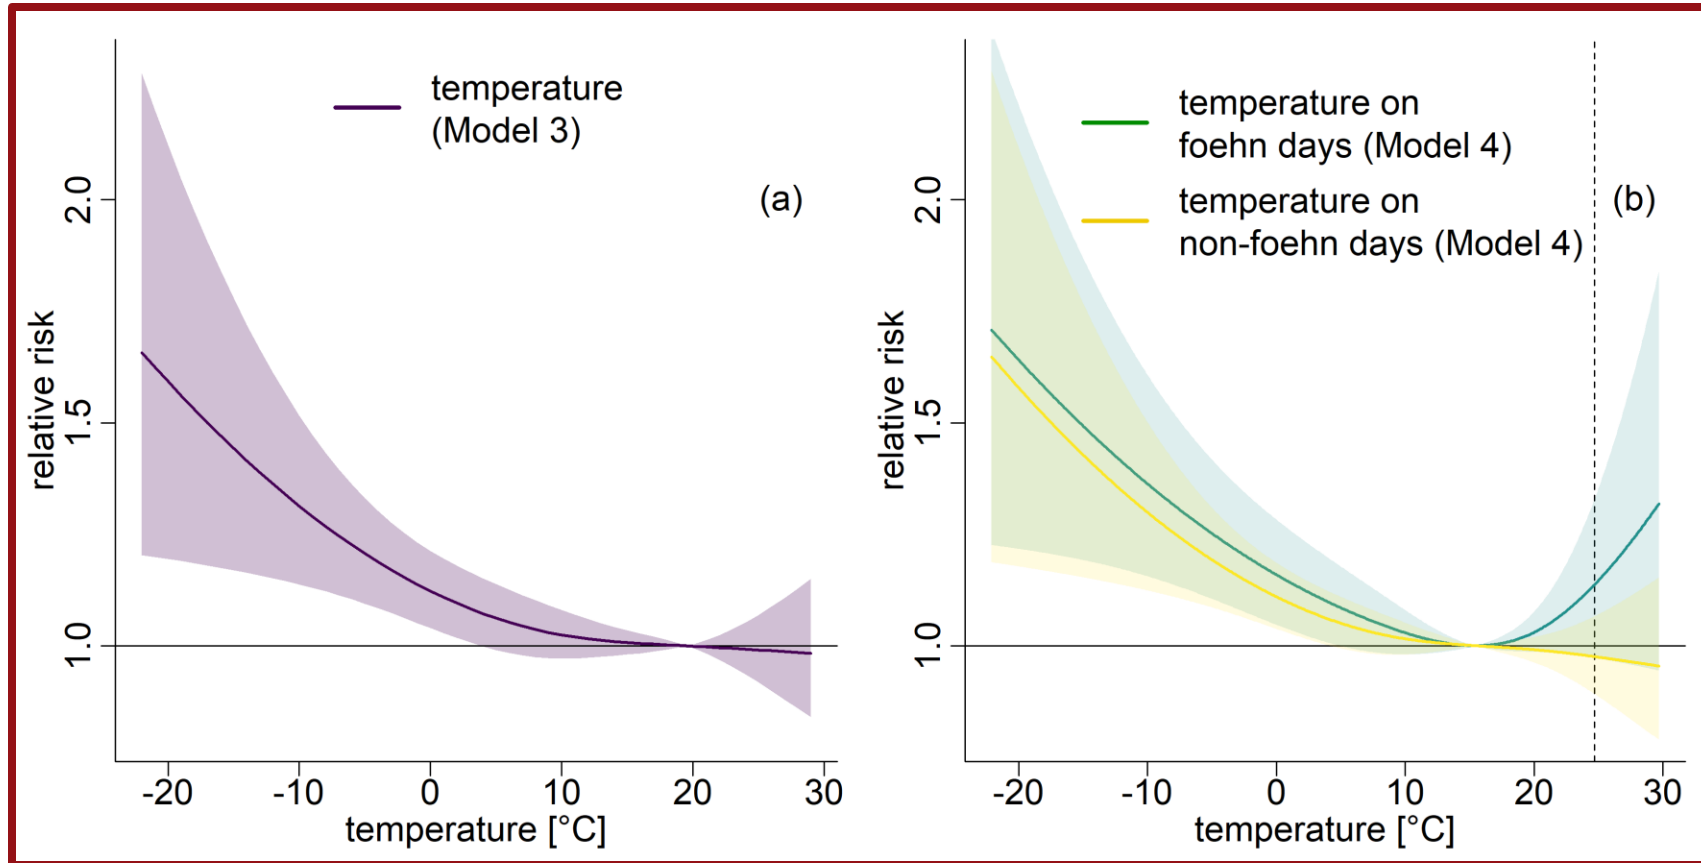 temperature
(Model 3)
(a)
relative risk
2.0
1.5
1.0
-20 -10 0 10 20 30
temperature [°C]
temperature on
foehn days (Model 4)
temperature on
non-foehn days (Model 4)
(b)
relative risk
2.0
1.5
1.0
-20 -10 0 10 20 30
temperature [°C]